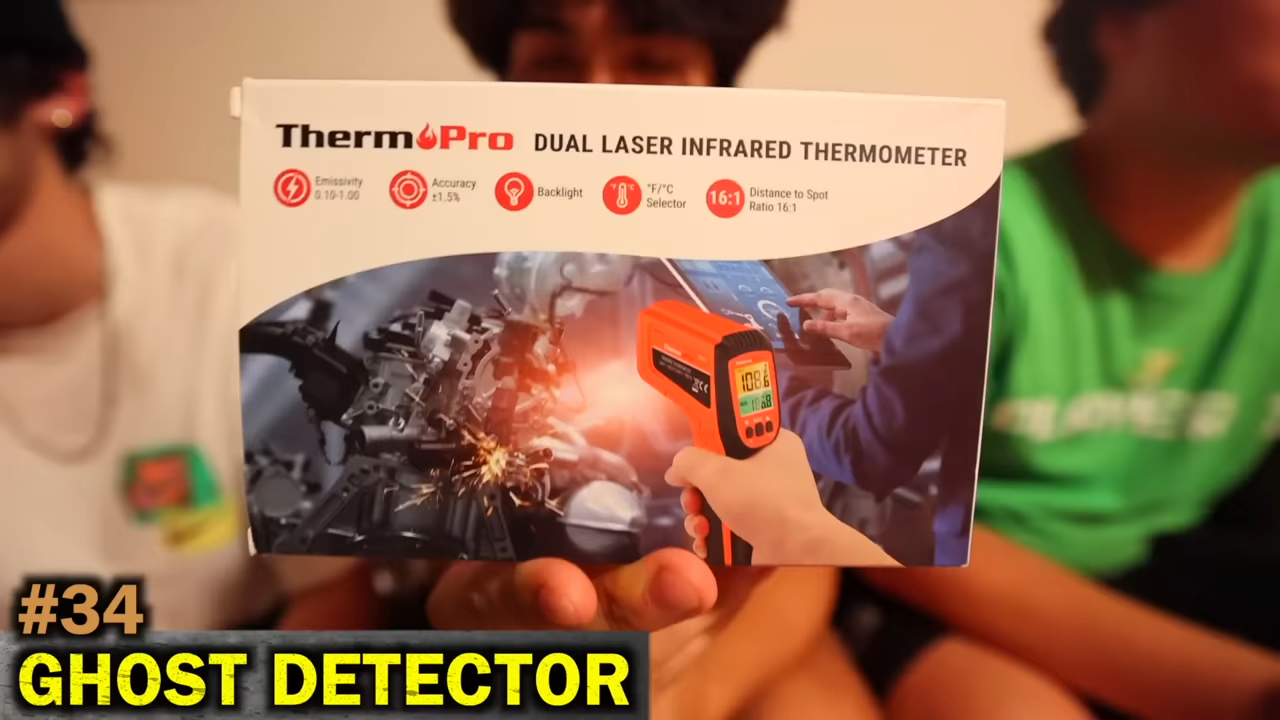 ThermoPro DUAL LASER INFRARED THERMOMETER
Emissivity
0.10-1.00
Accuracy
±1.5%
Backlight
°F/°C
°F/°C
Selector
16:1
Distance to Spot
Ratio 16:1
#34
GHOST DETECTOR